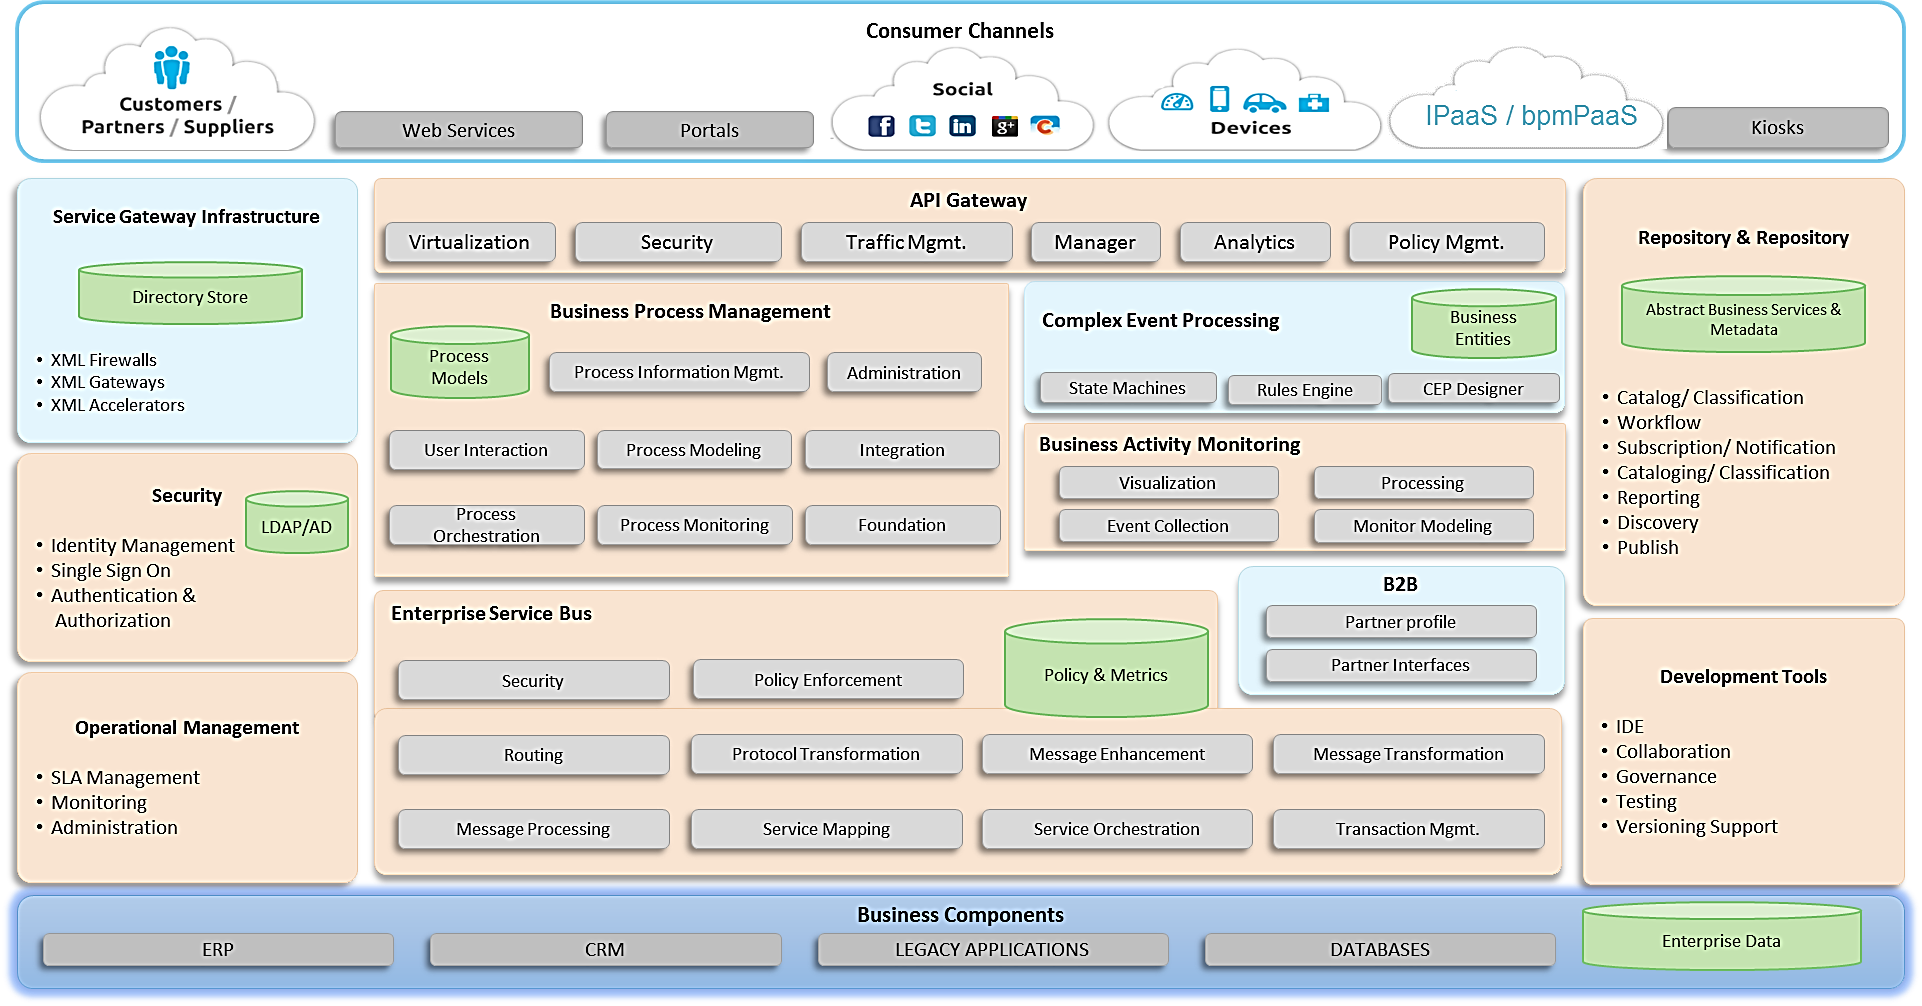 Consumer Channels
Customers /
Partners / Suppliers
Web Services
Portals
Social
f t in g+ C
Devices
IPaaS / bpmPaaS
Kiosks
Service Gateway Infrastructure
Directory Store
• XML Firewalls
• XML Gateways
• XML Accelerators
Security
LDAP/AD
• Identity Management
• Single Sign On
• Authentication &
Authorization
Operational Management
• SLA Management
• Monitoring
• Administration
API Gateway
Virtualization
Security
Traffic Mgmt.
Manager
Analytics
Policy Mgmt.
Business Process Management
Process
Models
Process Information Mgmt.
Administration
User Interaction
Process Modeling
Integration
Process
Orchestration
Process Monitoring
Foundation
Complex Event Processing
Business
Entities
State Machines
Rules Engine
CEP Designer
Business Activity Monitoring
Visualization
Processing
Event Collection
Monitor Modeling
B2B
Partner profile
Partner Interfaces
Enterprise Service Bus
Policy & Metrics
Security
Policy Enforcement
Routing
Protocol Transformation
Message Enhancement
Message Transformation
Message Processing
Service Mapping
Service Orchestration
Transaction Mgmt.
Repository & Repository
Abstract Business Services &
Metadata
• Catalog/ Classification
• Workflow
• Subscription/ Notification
• Cataloging/ Classification
• Reporting
• Discovery
• Publish
Development Tools
• IDE
• Collaboration
• Governance
• Testing
• Versioning Support
Business Components
ERP
CRM
LEGACY APPLICATIONS
DATABASES
Enterprise Data